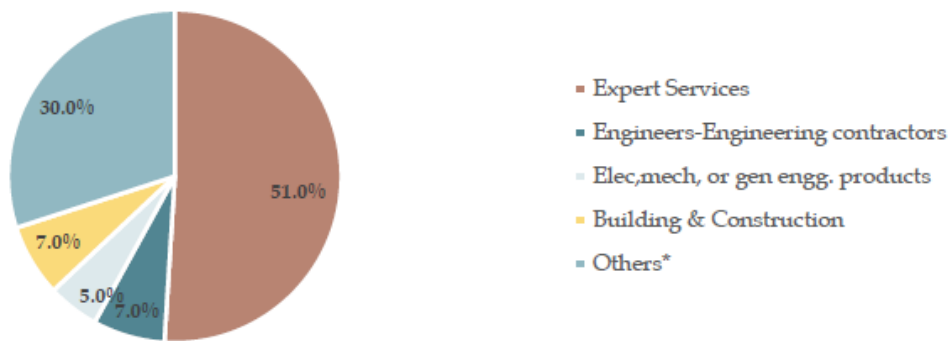 30.0%
51.0%
7.0%
5.0%
7.0%
Expert Services
Engineers-Engineering contractors
Elec,mech, or gen engg. products
Building & Construction
Others*